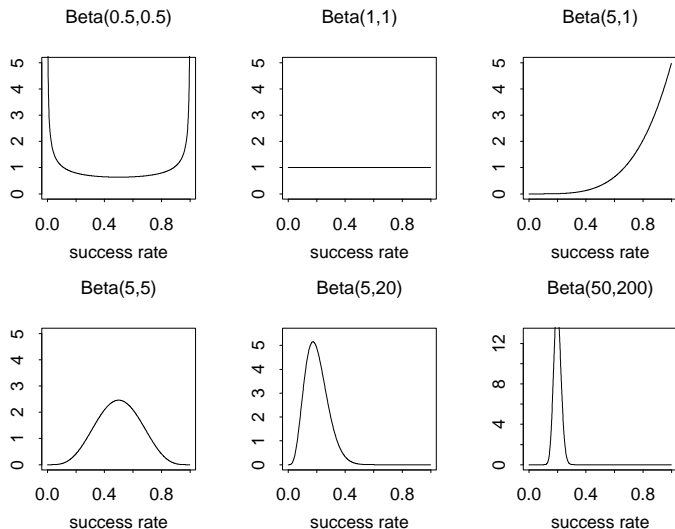 Beta(0.5,0.5)
0 1 2 3 4 5
0.0 0.4 0.8
success rate
Beta(1,1)
0 1 2 3 4 5
0.0 0.4 0.8
success rate
Beta(5,1)
0 1 2 3 4 5
0.0 0.4 0.8
success rate
Beta(5,5)
0 1 2 3 4 5
0.0 0.4 0.8
success rate
Beta(5,20)
0 1 2 3 4 5
0.0 0.4 0.8
success rate
Beta(50,200)
0 4 8 12
0.0 0.4 0.8
success rate